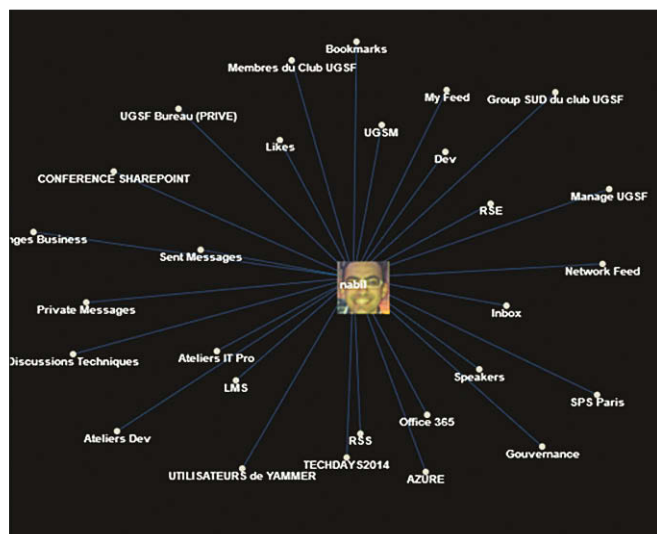 Bookmarks
Membres du Club UGSF
My Feed
Group SUD du club UGSF
UGSF Bureau (PRIVE)
UGSM
Likes
Dev
CONFERENCE SHAREPOINT
Manage UGSF
RSE
nges Business
Sent Messages
Network Feed
nabil
Private Messages
Inbox
Discussions Techniques
Ateliers IT Pro
Speakers
LMS
SPS Paris
Office 365
Ateliers Dev
RSS
Gouvernance
TECHDAYS2014
UTILISATEURS de YAMMER
AZURE